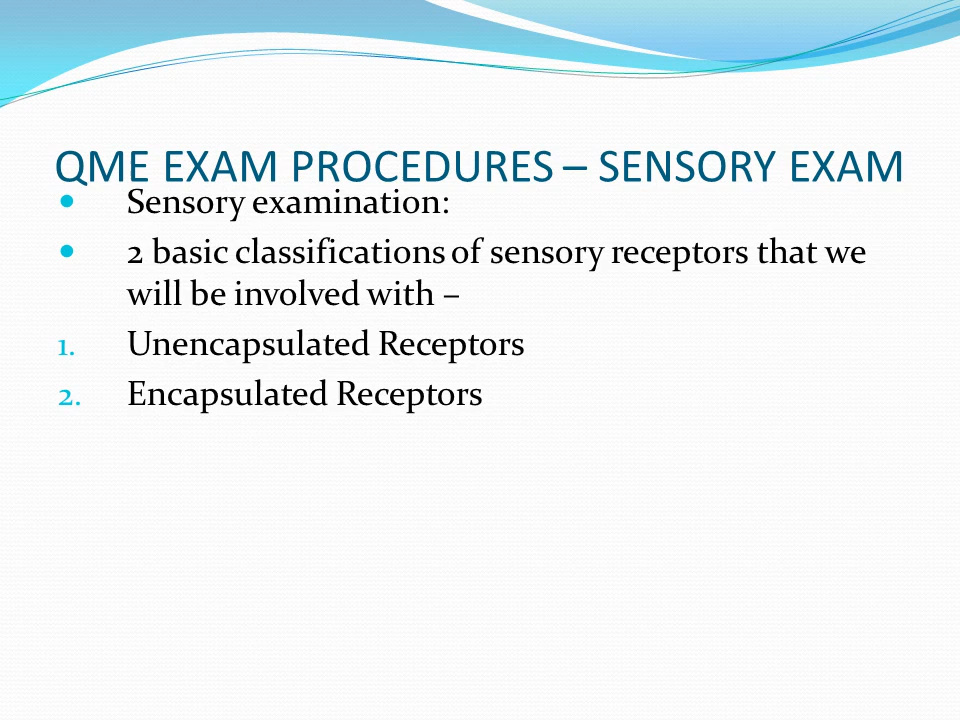 QME EXAM PROCEDURES – SENSORY EXAM
• Sensory examination:
• 2 basic classifications of sensory receptors that we
will be involved with –
1. Unencapsulated Receptors
2. Encapsulated Receptors